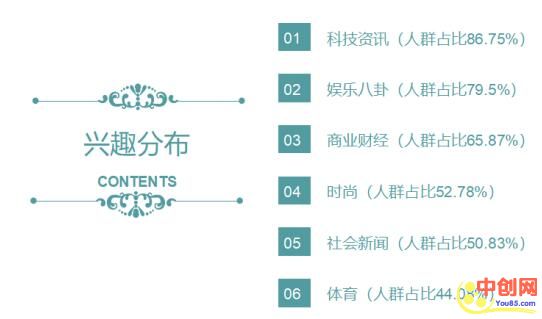 兴趣分布
CONTENTS
01 科技资讯（人群占比86.75%）
02 娱乐八卦（人群占比79.5%）
03 商业财经（人群占比65.87%）
04 时尚（人群占比52.78%）
05 社会新闻（人群占比50.83%）
06 体育（人群占比44.08%）
中创网
You85.com